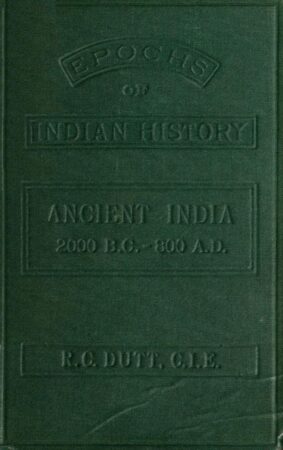 EPOCHS
OF
INDIAN HISTORY
ANCIENT INDIA
2000 B.C.-800 A.D.
R.C. DUTT, C.I.E.